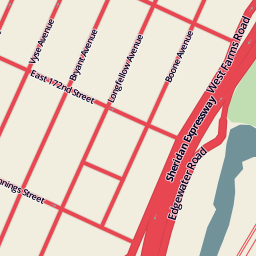 Vyse Avenue
Bryant Avenue
Longfellow Avenue
Boone Avenue
West Farms Road
East 172nd Street
Sheridan Expressway
Edgewater Road
nnings Street